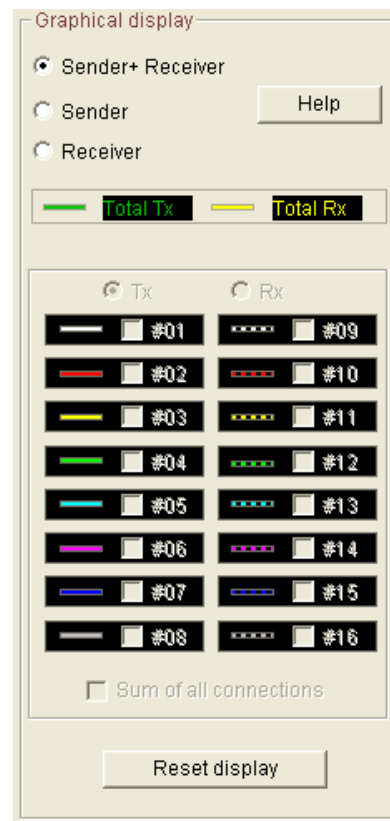 Graphical display
Sender+ Receiver
Help
Sender
Receiver
Total Tx Total Rx
Tx Rx
#01 #09
#02 #10
#03 #11
#04 #12
#05 #13
#06 #14
#07 #15
#08 #16
Sum of all connections
Reset display